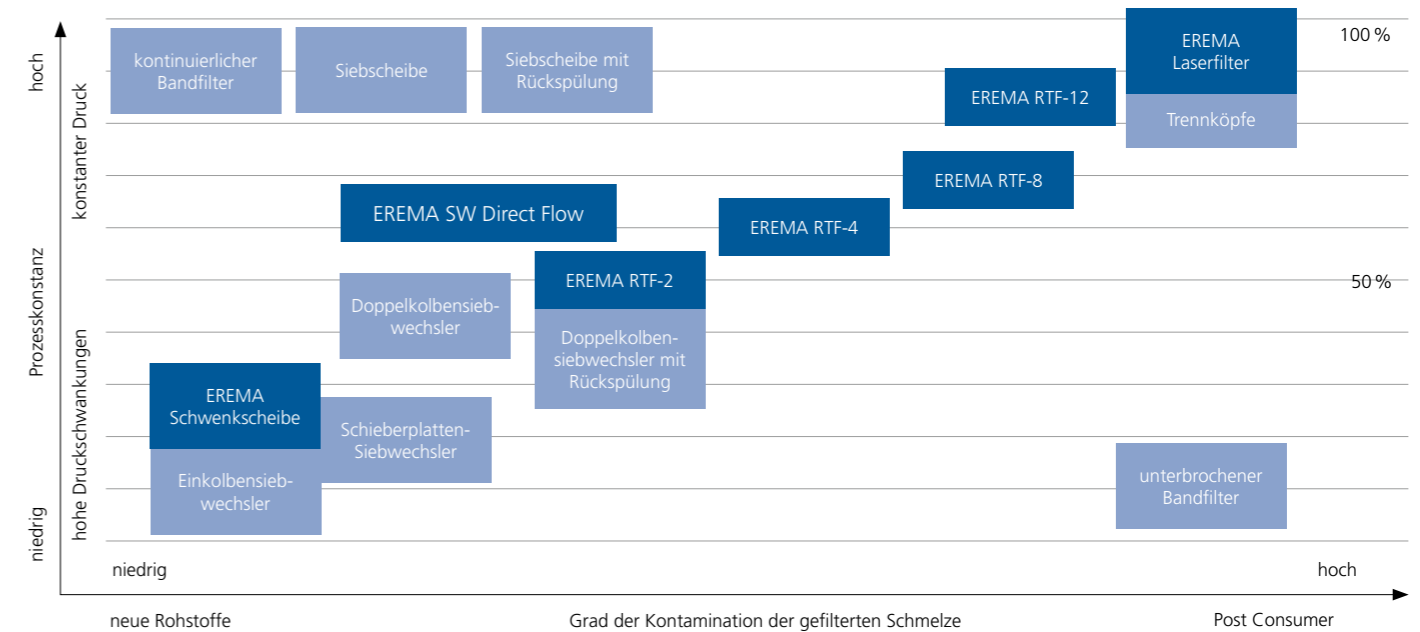 hoch
Prozesskonstanz
niedrig
konstanter Druck
hohe Druckschwankungen
kontinuierlicher
Bandfilter
Siebscheibe
Siebscheibe mit
Rückspülung
EREMA
Laserfilter
100 %
EREMA RTF-12
Trennköpfe
EREMA RTF-8
EREMA SW Direct Flow
EREMA RTF-4
EREMA RTF-2
50 %
Doppelkolbensieb-
wechsler
Doppelkolben-
siebwechsler mit
Rückspülung
EREMA
Schwenkscheibe
Schieberplatten-
Siebwechsler
Einkolbensieb-
wechsler
unterbrochener
Bandfilter
niedrig
hoch
neue Rohstoffe
Grad der Kontamination der gefilterten Schmelze
Post Consumer